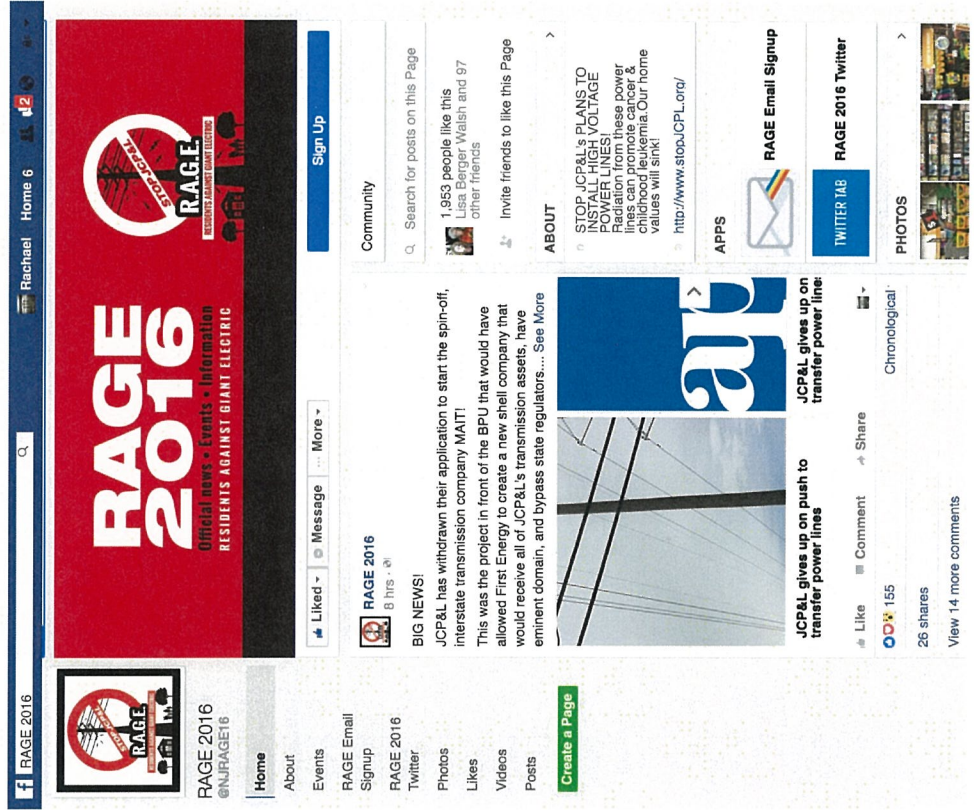 RAGE 2016
Rachael
Home 6
2
RAGE 2016
@NJRAGE16
Home
About
Events
RAGE Email
Signup
RAGE 2016
Twitter
Photos
Likes
Videos
Posts
Create a Page
STOP JCP&L
R.A.G.E.
RAGE
2016
Official news • Events • Information
RESIDENTS AGAINST GIANT ELECTRIC
STOP JCP&L
R.A.G.E.
RESIDENTS AGAINST GIANT ELECTRIC
Liked
Message
More
Sign Up
RAGE 2016
8 hrs
BIG NEWS!
JCP&L has withdrawn their application to start the spin-off,
interstate transmission company MAIT!
This was the project in front of the BPU that would have
allowed First Energy to create a new shell company that
would receive all of JCP&L's transmission assets, have
eminent domain, and bypass state regulators.... See More
ap
JCP&L gives up on push to
transfer power lines
JCP&L gives up on
transfer power line
Like
Comment
Share
155
Chronological
26 shares
View 14 more comments
Community
Search for posts on this Page
1,953 people like this
Lisa Berger Walsh and 97
other friends
Invite friends to like this Page
ABOUT
STOP JCP&L's PLANS TO
INSTALL HIGH VOLTAGE
POWER LINES!
Radiation from these power
lines can promote cancer &
childhood leukemia.Our home
values will sink!
http://www.stopJCPL.org/
APPS
RAGE Email Signup
TWITTER TAB
RAGE 2016 Twitter
PHOTOS